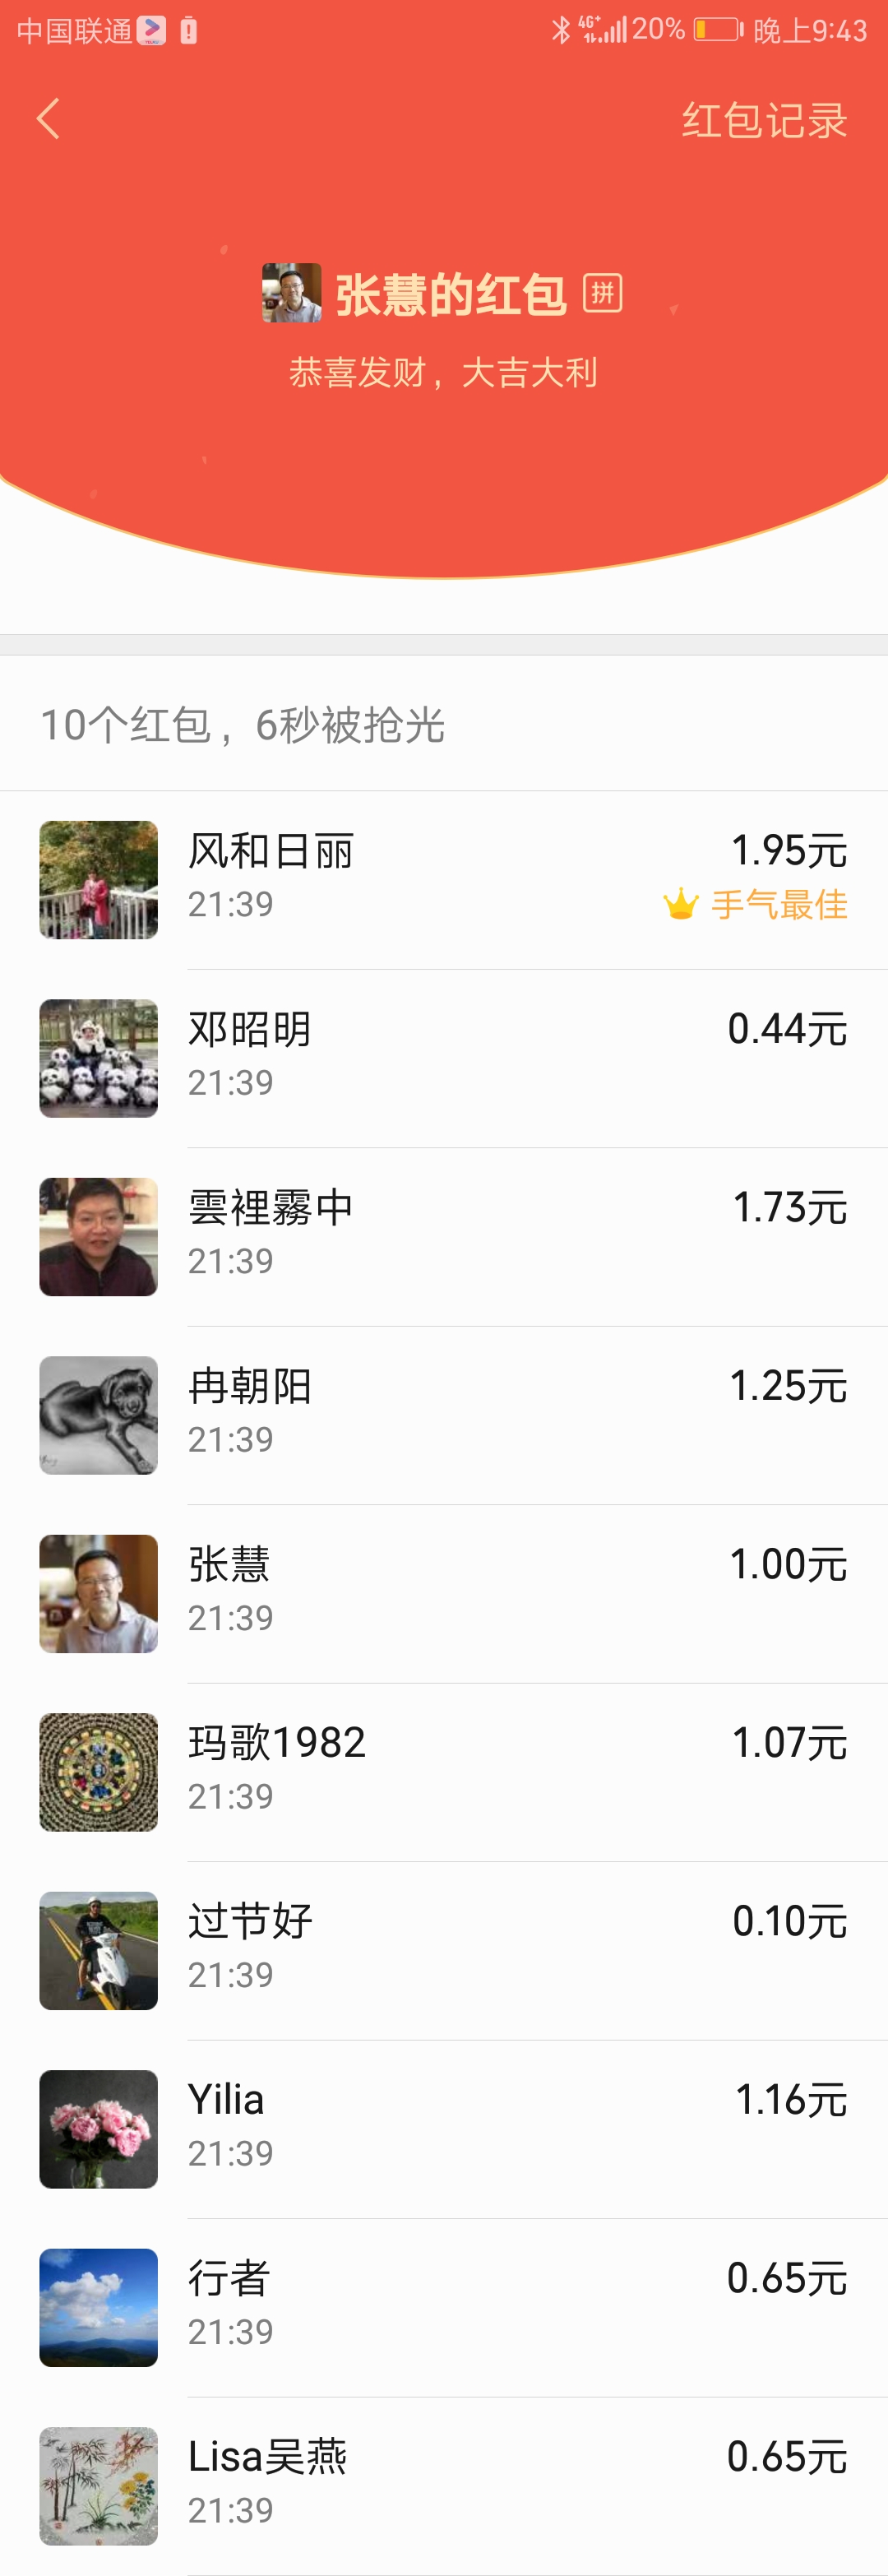 中国联通 4G+ 20% 晚上9:43
红包记录
张慧的红包 拼
恭喜发财，大吉大利
10个红包，6秒被抢光
风和日丽 1.95元
21:39 手气最佳
邓昭明 0.44元
21:39
雲裡霧中 1.73元
21:39
冉朝阳 1.25元
21:39
张慧 1.00元
21:39
玛歌1982 1.07元
21:39
过节好 0.10元
21:39
Yilia 1.16元
21:39
行者 0.65元
21:39
Lisa吴燕 0.65元
21:39